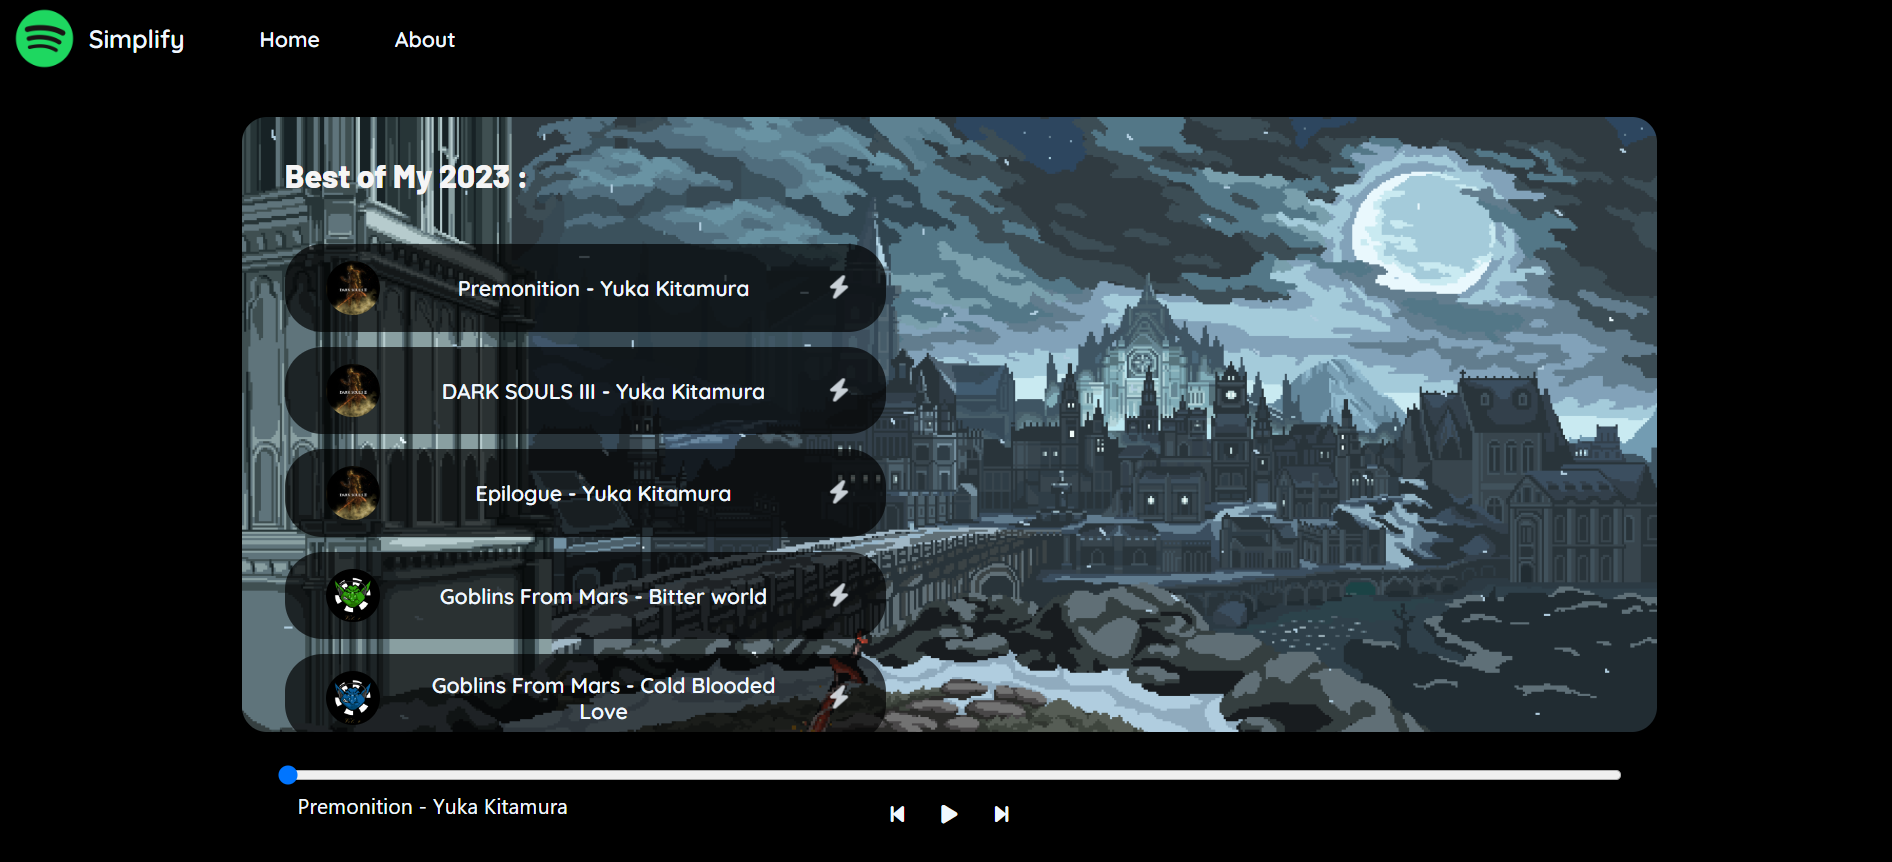 Simplify
Home
About
Best of My 2023 :
Premonition - Yuka Kitamura
DARK SOULS III - Yuka Kitamura
Epilogue - Yuka Kitamura
Goblins From Mars - Bitter world
Goblins From Mars - Cold Blooded
Love
Premonition - Yuka Kitamura